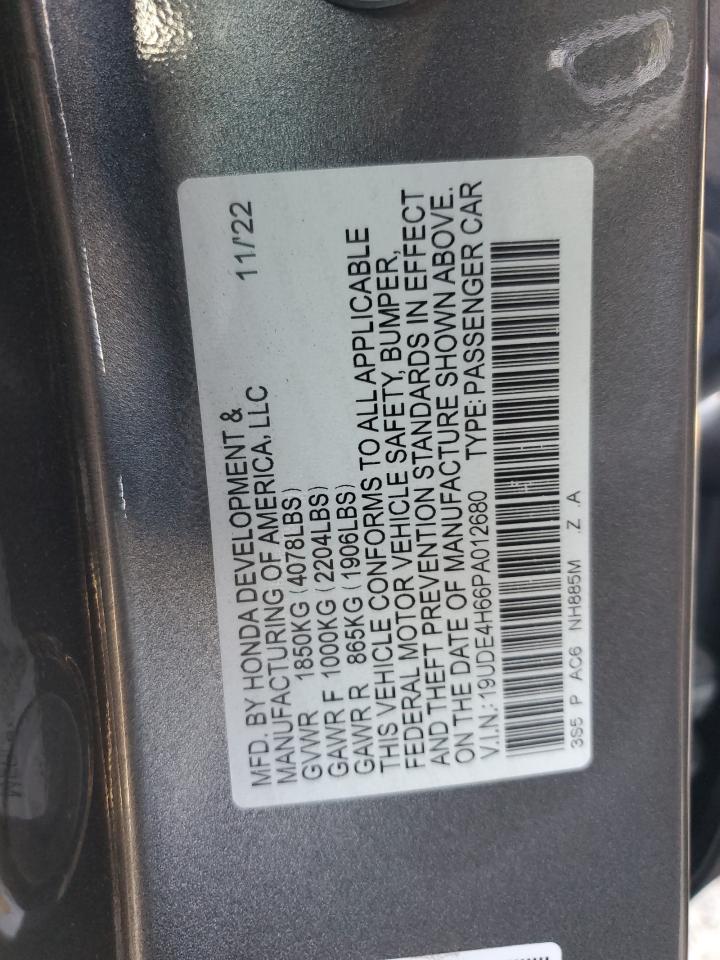 MFD. BY HONDA DEVELOPMENT & 11/'22
MANUFACTURING OF AMERICA, LLC
GVWR 1850KG (4078LBS)
GAWR F 1000KG (2204LBS)
GAWR R 865KG (1906LBS)
THIS VEHICLE CONFORMS TO ALL APPLICABLE
FEDERAL MOTOR VEHICLE SAFETY, BUMPER,
AND THEFT PREVENTION STANDARDS IN EFFECT
ON THE DATE OF MANUFACTURE SHOWN ABOVE.
V.I.N.: 19UDE4H66PA012680 TYPE: PASSENGER CAR
3S5 P AC6 NH885M .Z .A